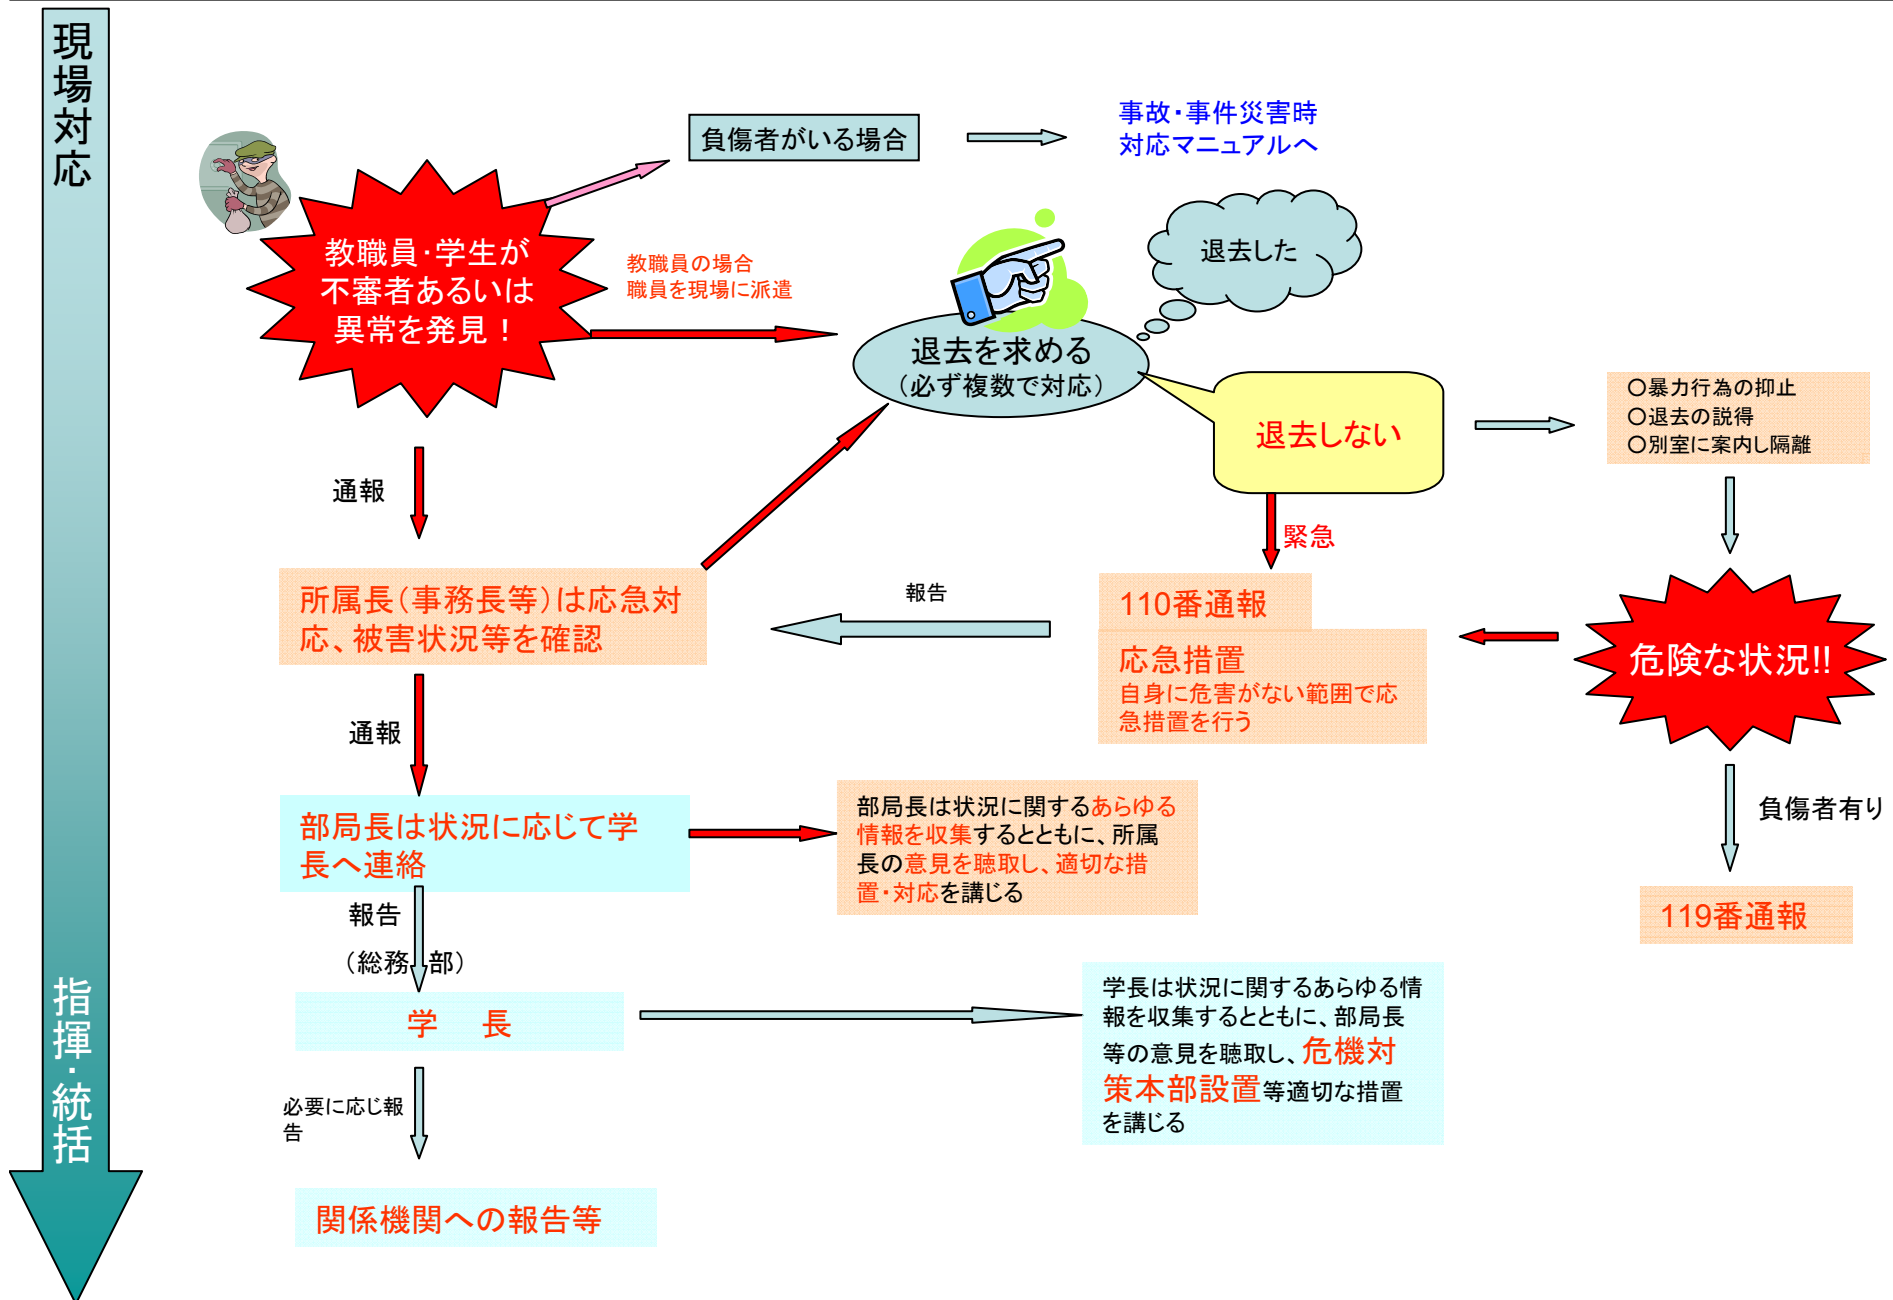 現場対応
負傷者がいる場合
事故・事件災害時
対応マニュアルへ
教職員・学生が
不審者あるいは
異常を発見！
教職員の場合
職員を現場に派遣
退去した
退去を求める
（必ず複数で対応）
退去しない
○暴力行為の抑止
○退去の説得
○別室に案内し隔離
通報
緊急
所属長（事務長等）は応急対
応、被害状況等を確認
報告
110番通報
応急措置
自身に危害がない範囲で応
急措置を行う
危険な状況!!
通報
部局長は状況に応じて学
長へ連絡
部局長は状況に関するあらゆる
情報を収集するとともに、所属
長の意見を聴取し、適切な措
置・対応を講じる
負傷者有り
119番通報
報告
（総務部）
学　長
学長は状況に関するあらゆる情
報を収集するとともに、部局長
等の意見を聴取し、危機対
策本部設置等適切な措置
を講じる
必要に応じ報
告
関係機関への報告等
指揮・統括